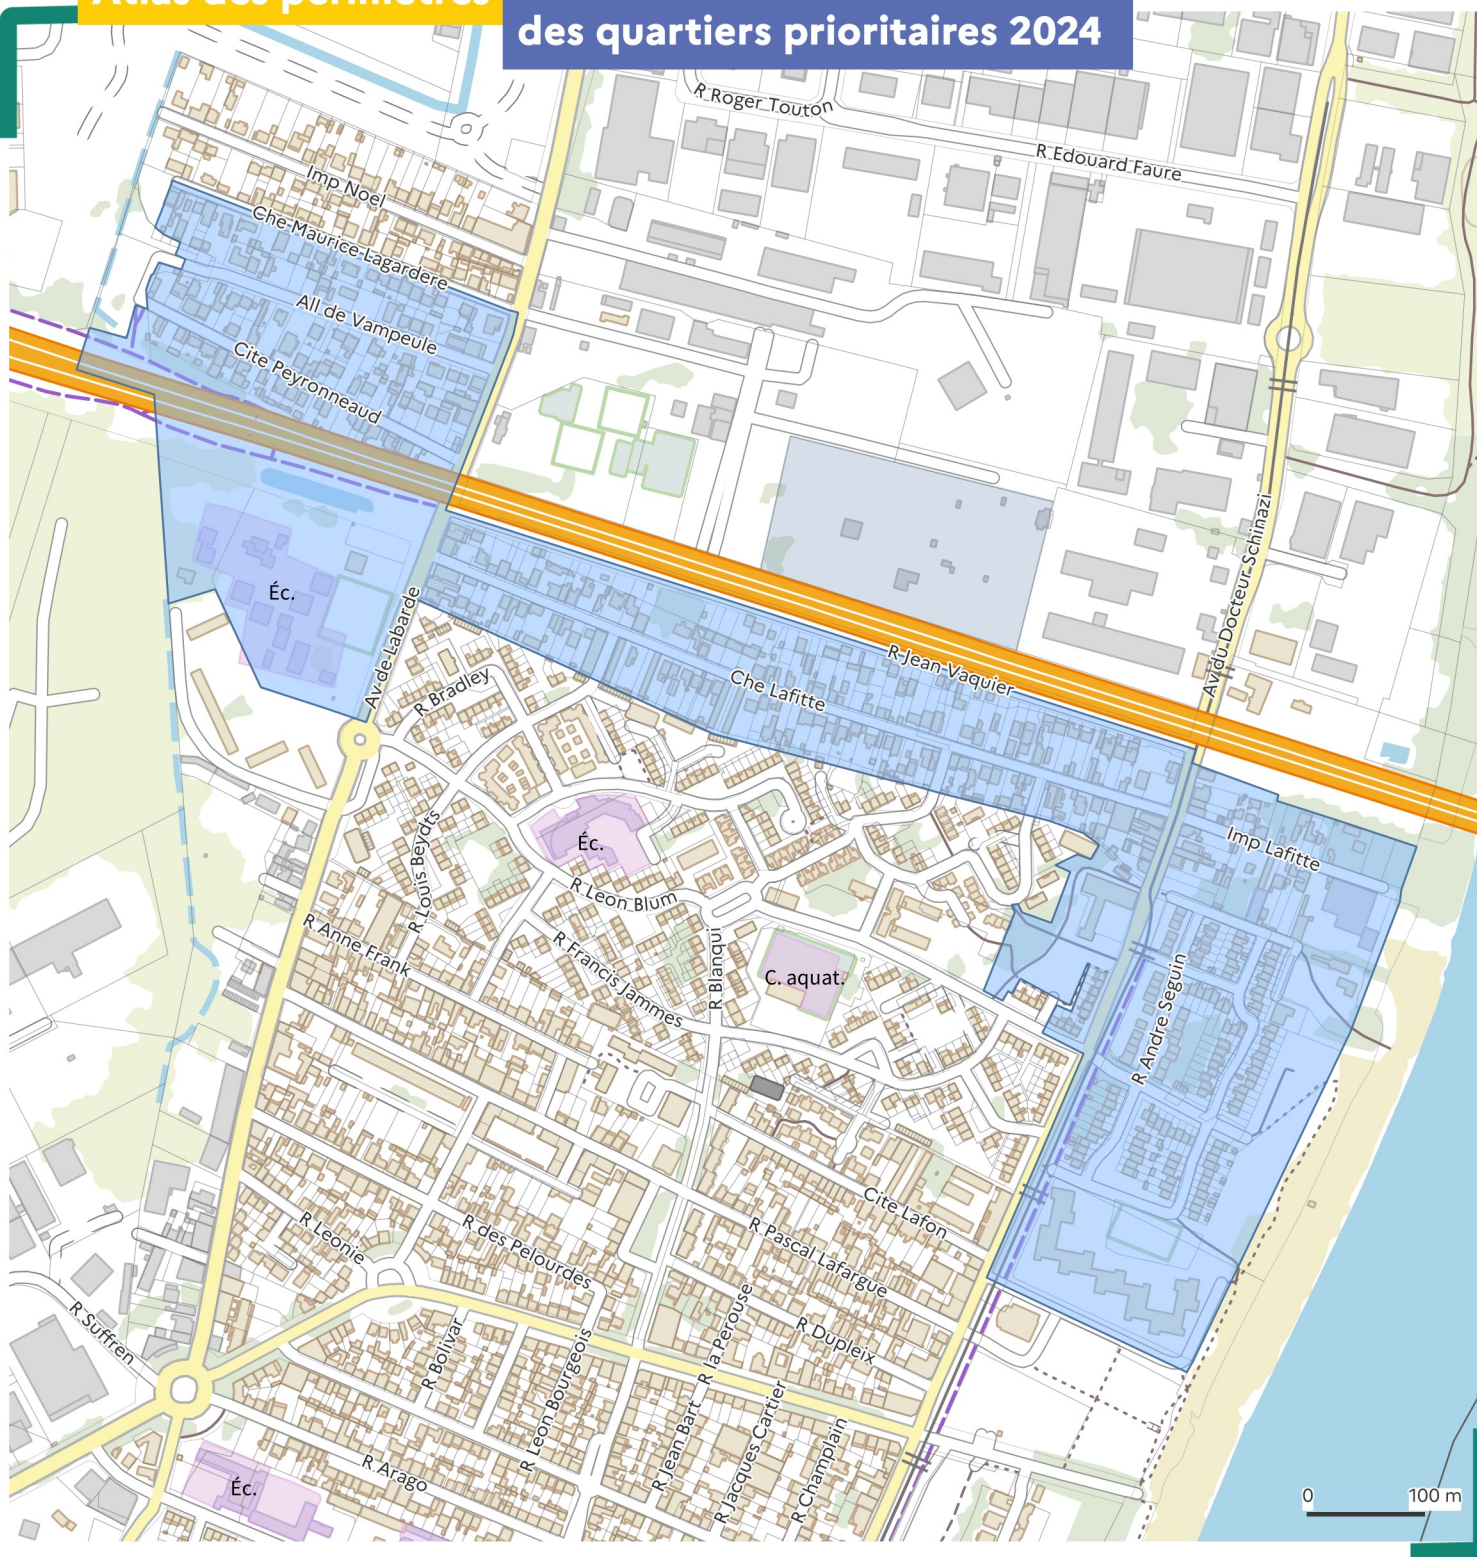 Atlas des périmètres
des quartiers prioritaires 2024
R Roger Touton
R Edouard Faure
Imp Noel
Che Maurice Lagardere
All de Vampeule
Cite Peyronneaud
Av du Docteur Schinazi
Éc.
Av de Labarde
R Jean Vaquier
R Bradley
Che Lafitte
Imp Lafitte
R Louis Beydts
Éc.
R Leon Blum
R Anne Frank
R Francis Jammes
R Blanqui
C. aquat.
R Andre Seguin
Cite Lafon
R Leonie
R des Pelourdes
R Pascal Lafargue
R Suffren
R Bolivar
R Leon Bourgeois
R la Perouse
R Dupleix
R Jean Bart
R Jacques Cartier
R Champlain
R Arago
Éc.
0 100 m